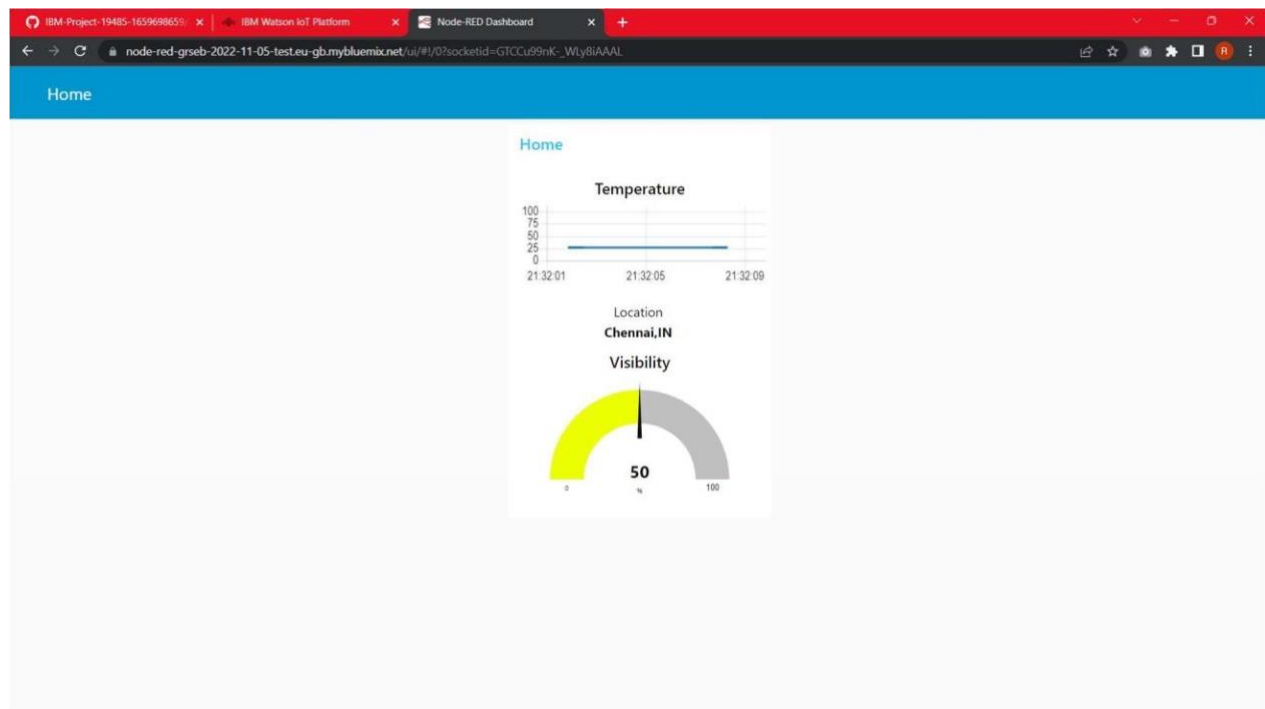 IBM-Project-19485-1659698659/
IBM Watson IoT Platform
Node-RED Dashboard
node-red-grseb-2022-11-05-test.eu-gb.mybluemix.net/ui/#!/0?socketid=GTCCu99nK-_WLy8iAAAL
R
Home
Home
Temperature
100
75
50
25
0
21:32:01 21:32:05 21:32:09
Location
Chennai,IN
Visibility
50
0 % 100